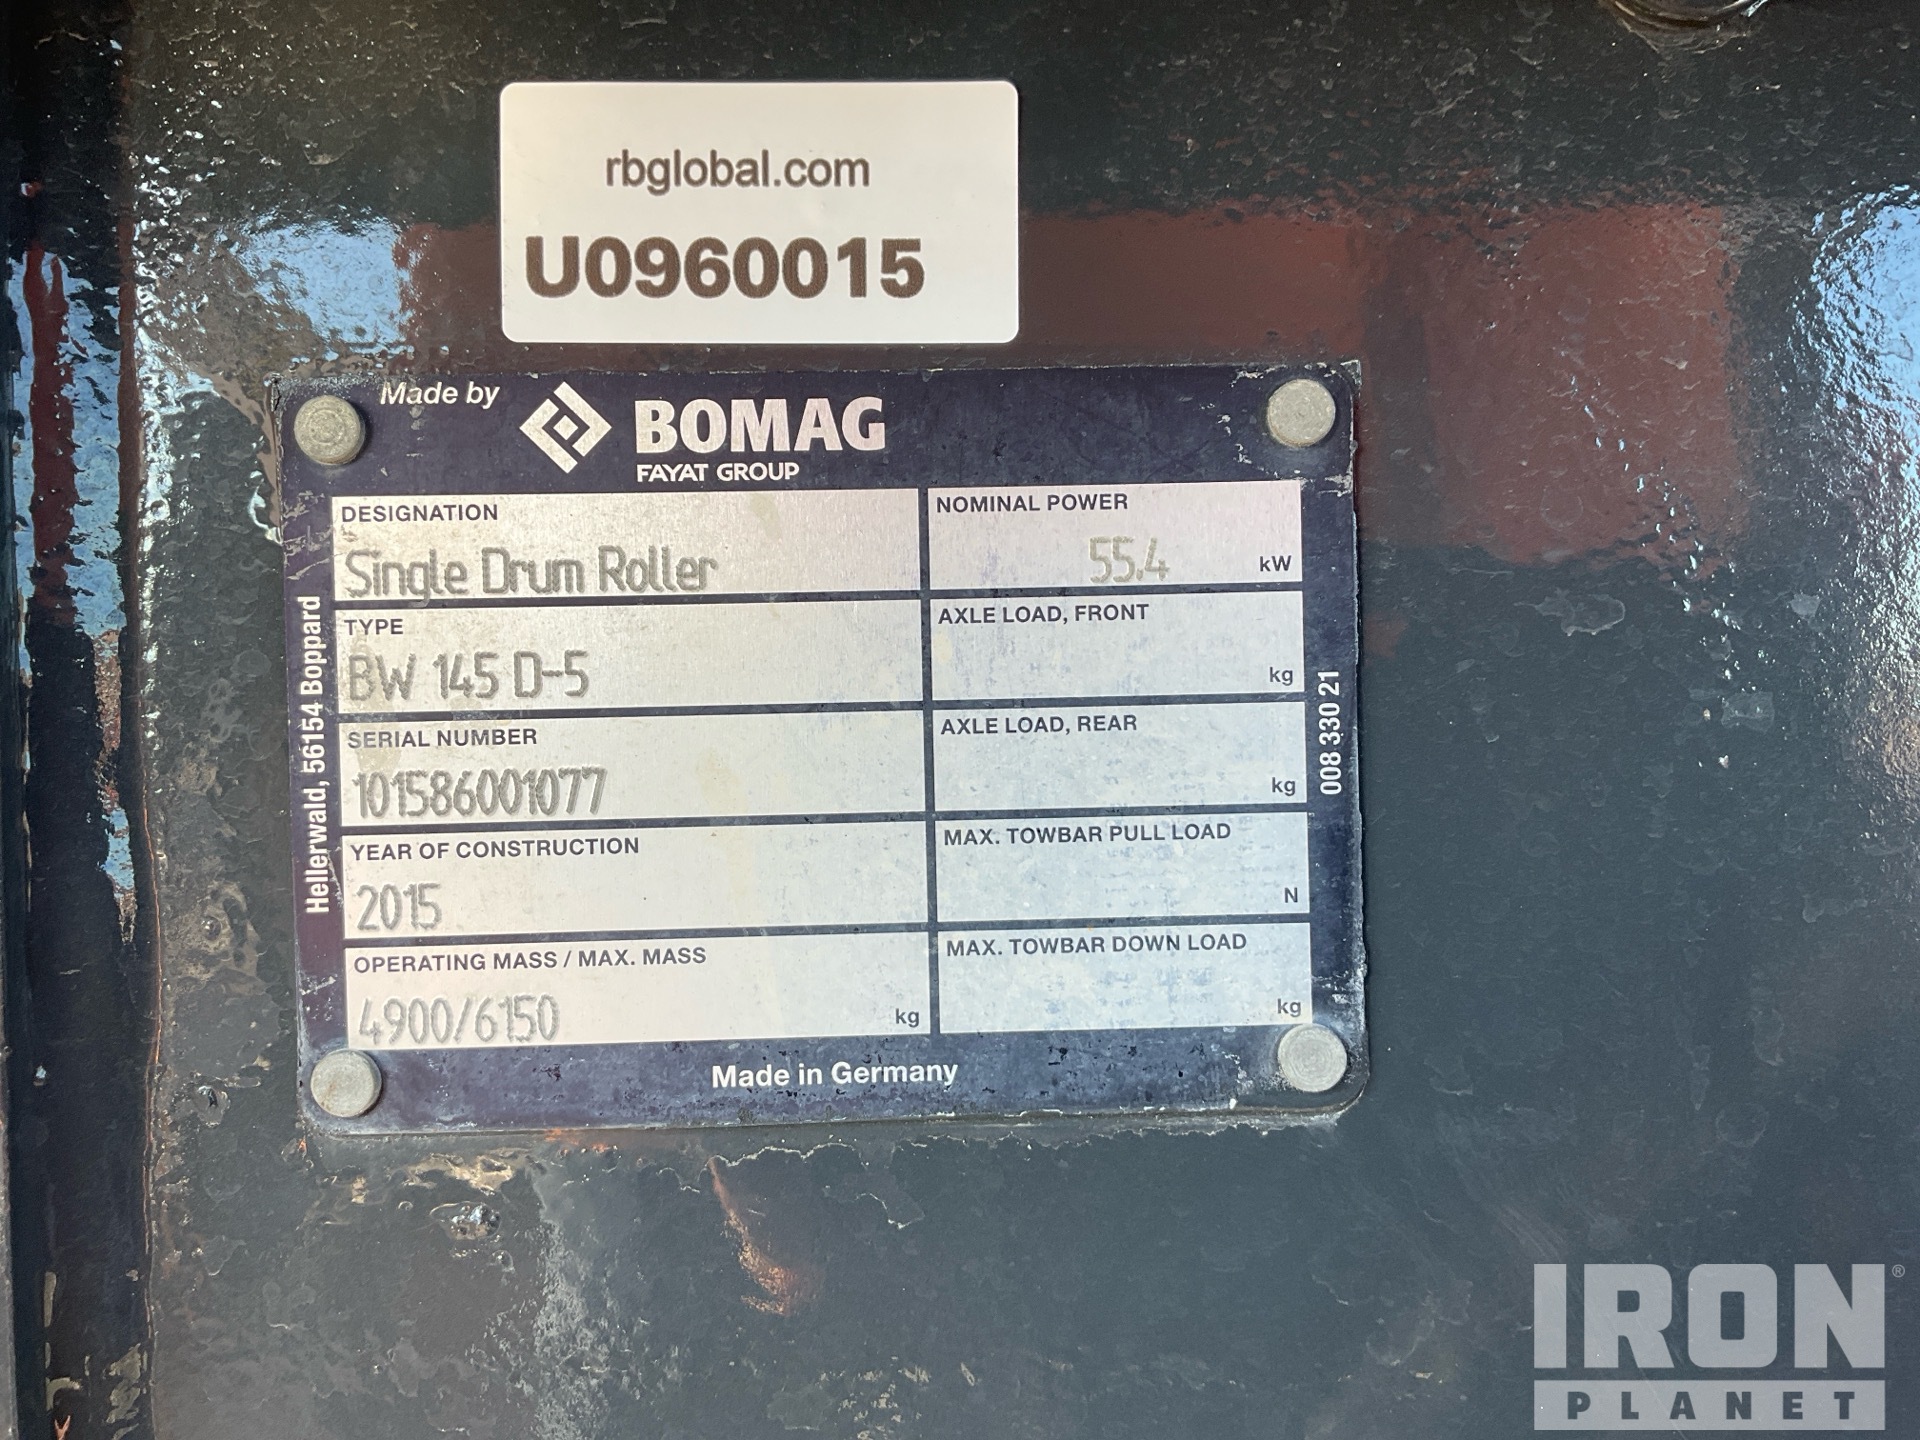 rbglobal.com
U0960015
Made by
BOMAG
FAYAT GROUP
DESIGNATION
Single Drum Roller
NOMINAL POWER
55.4 kW
TYPE
BW 145 D-5
AXLE LOAD, FRONT
kg
SERIAL NUMBER
101586001077
AXLE LOAD, REAR
kg
YEAR OF CONSTRUCTION
2015
MAX. TOWBAR PULL LOAD
N
OPERATING MASS / MAX. MASS
4900/6150 kg
MAX. TOWBAR DOWN LOAD
kg
Hellerwald, 56154 Boppard
008 330 21
Made in Germany
IRON®
PLANET